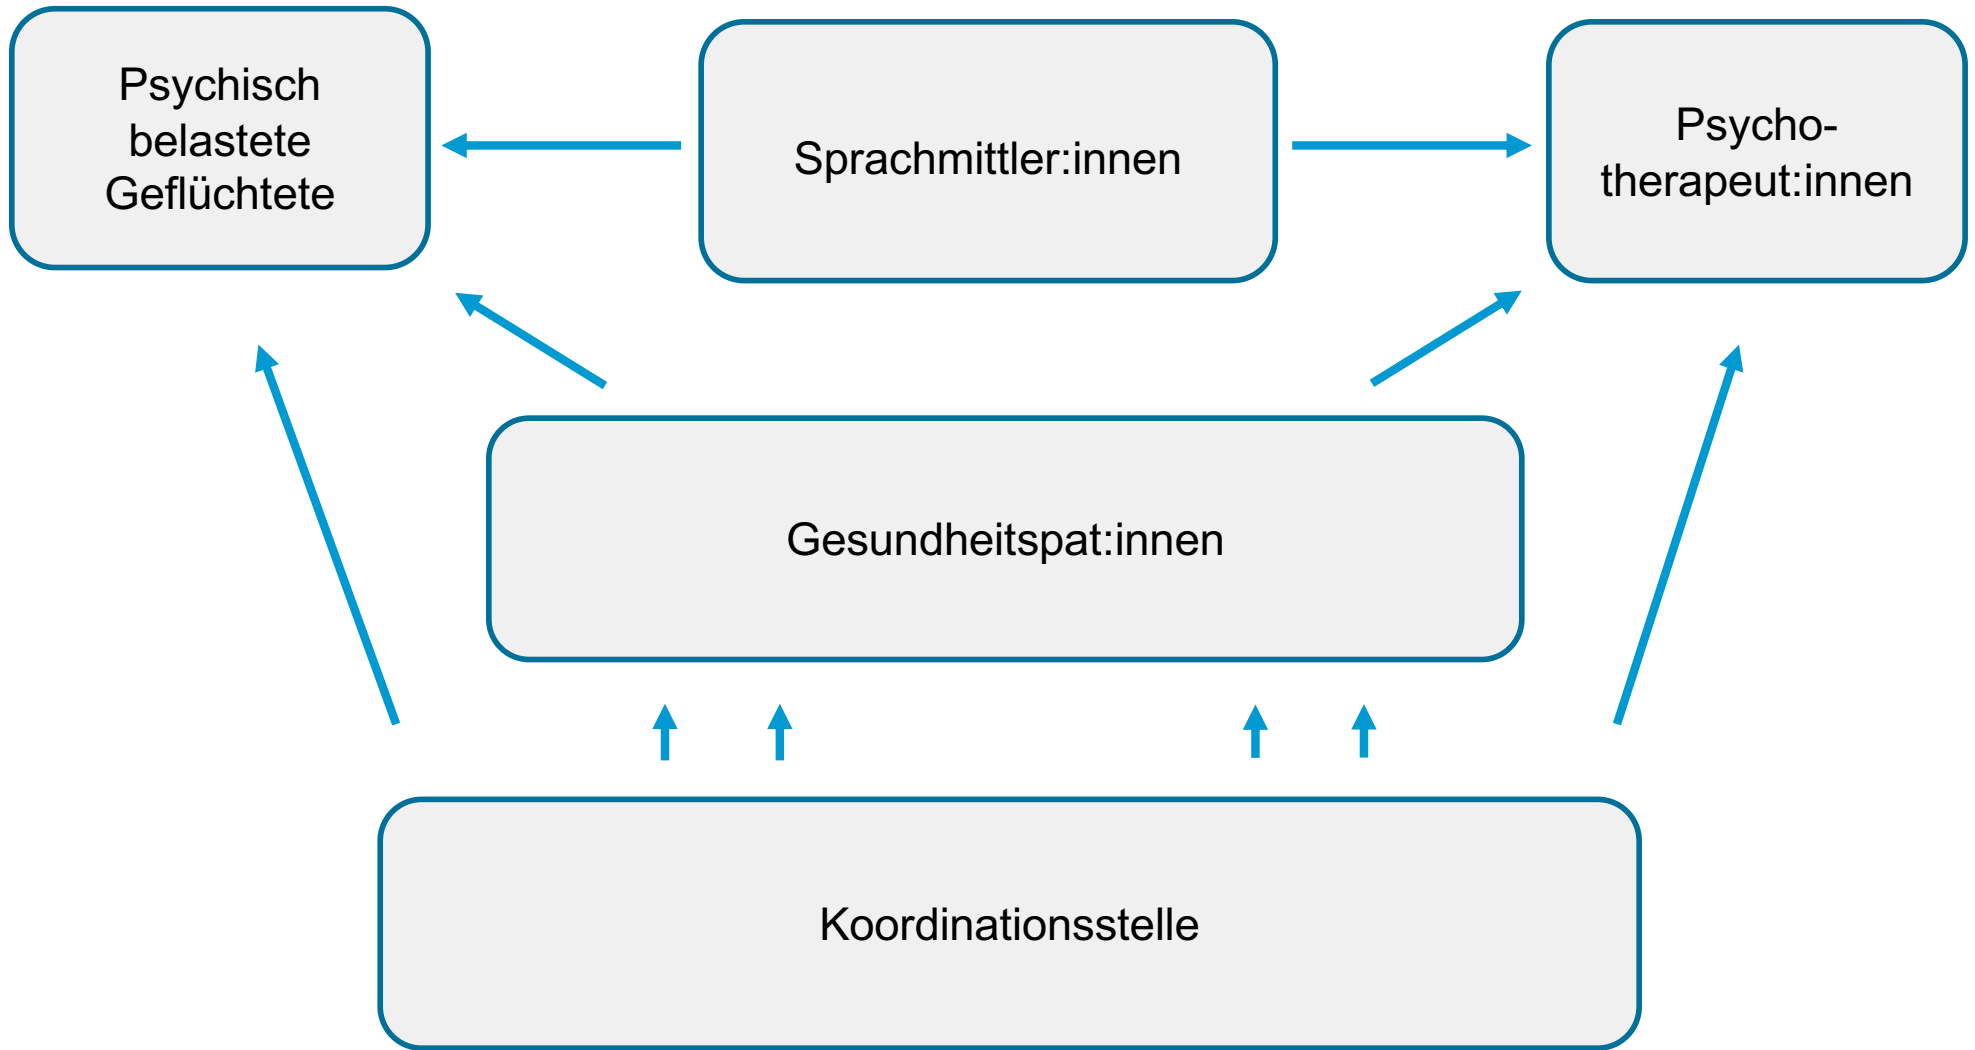 Psychisch
belastete
Geflüchtete
Sprachmittler:innen
Psycho-
therapeut:innen
Gesundheitspat:innen
Koordinationsstelle